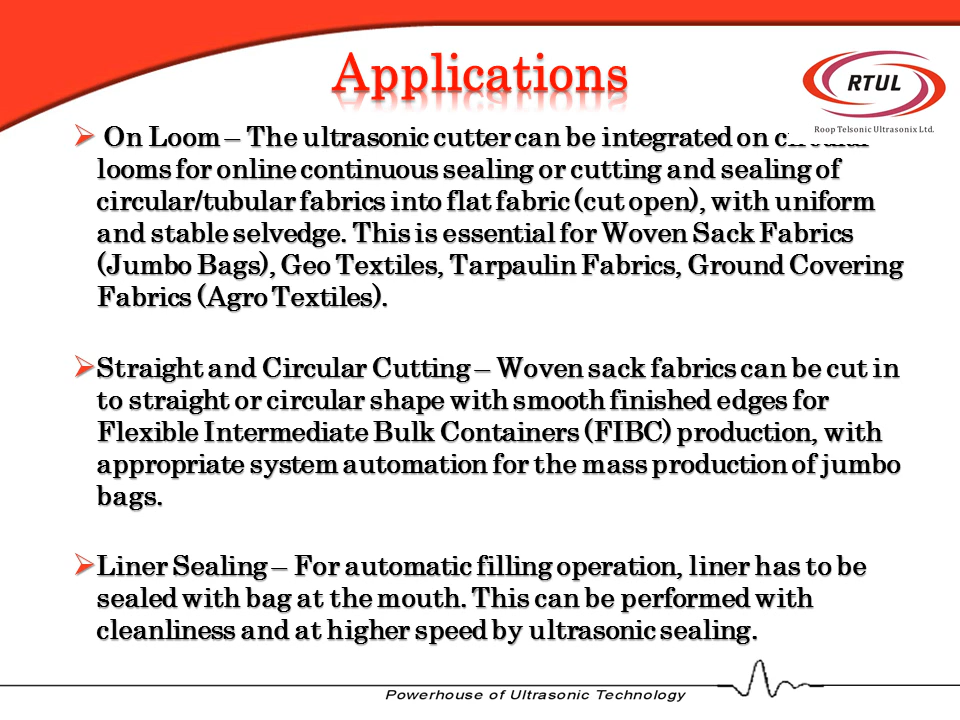 Applications
RTUL
Roop Telsonic Ultrasonix Ltd.
➢ On Loom – The ultrasonic cutter can be integrated on circular
looms for online continuous sealing or cutting and sealing of
circular/tubular fabrics into flat fabric (cut open), with uniform
and stable selvedge. This is essential for Woven Sack Fabrics
(Jumbo Bags), Geo Textiles, Tarpaulin Fabrics, Ground Covering
Fabrics (Agro Textiles).
➢Straight and Circular Cutting – Woven sack fabrics can be cut in
to straight or circular shape with smooth finished edges for
Flexible Intermediate Bulk Containers (FIBC) production, with
appropriate system automation for the mass production of jumbo
bags.
➢Liner Sealing – For automatic filling operation, liner has to be
sealed with bag at the mouth. This can be performed with
cleanliness and at higher speed by ultrasonic sealing.
Powerhouse of Ultrasonic Technology